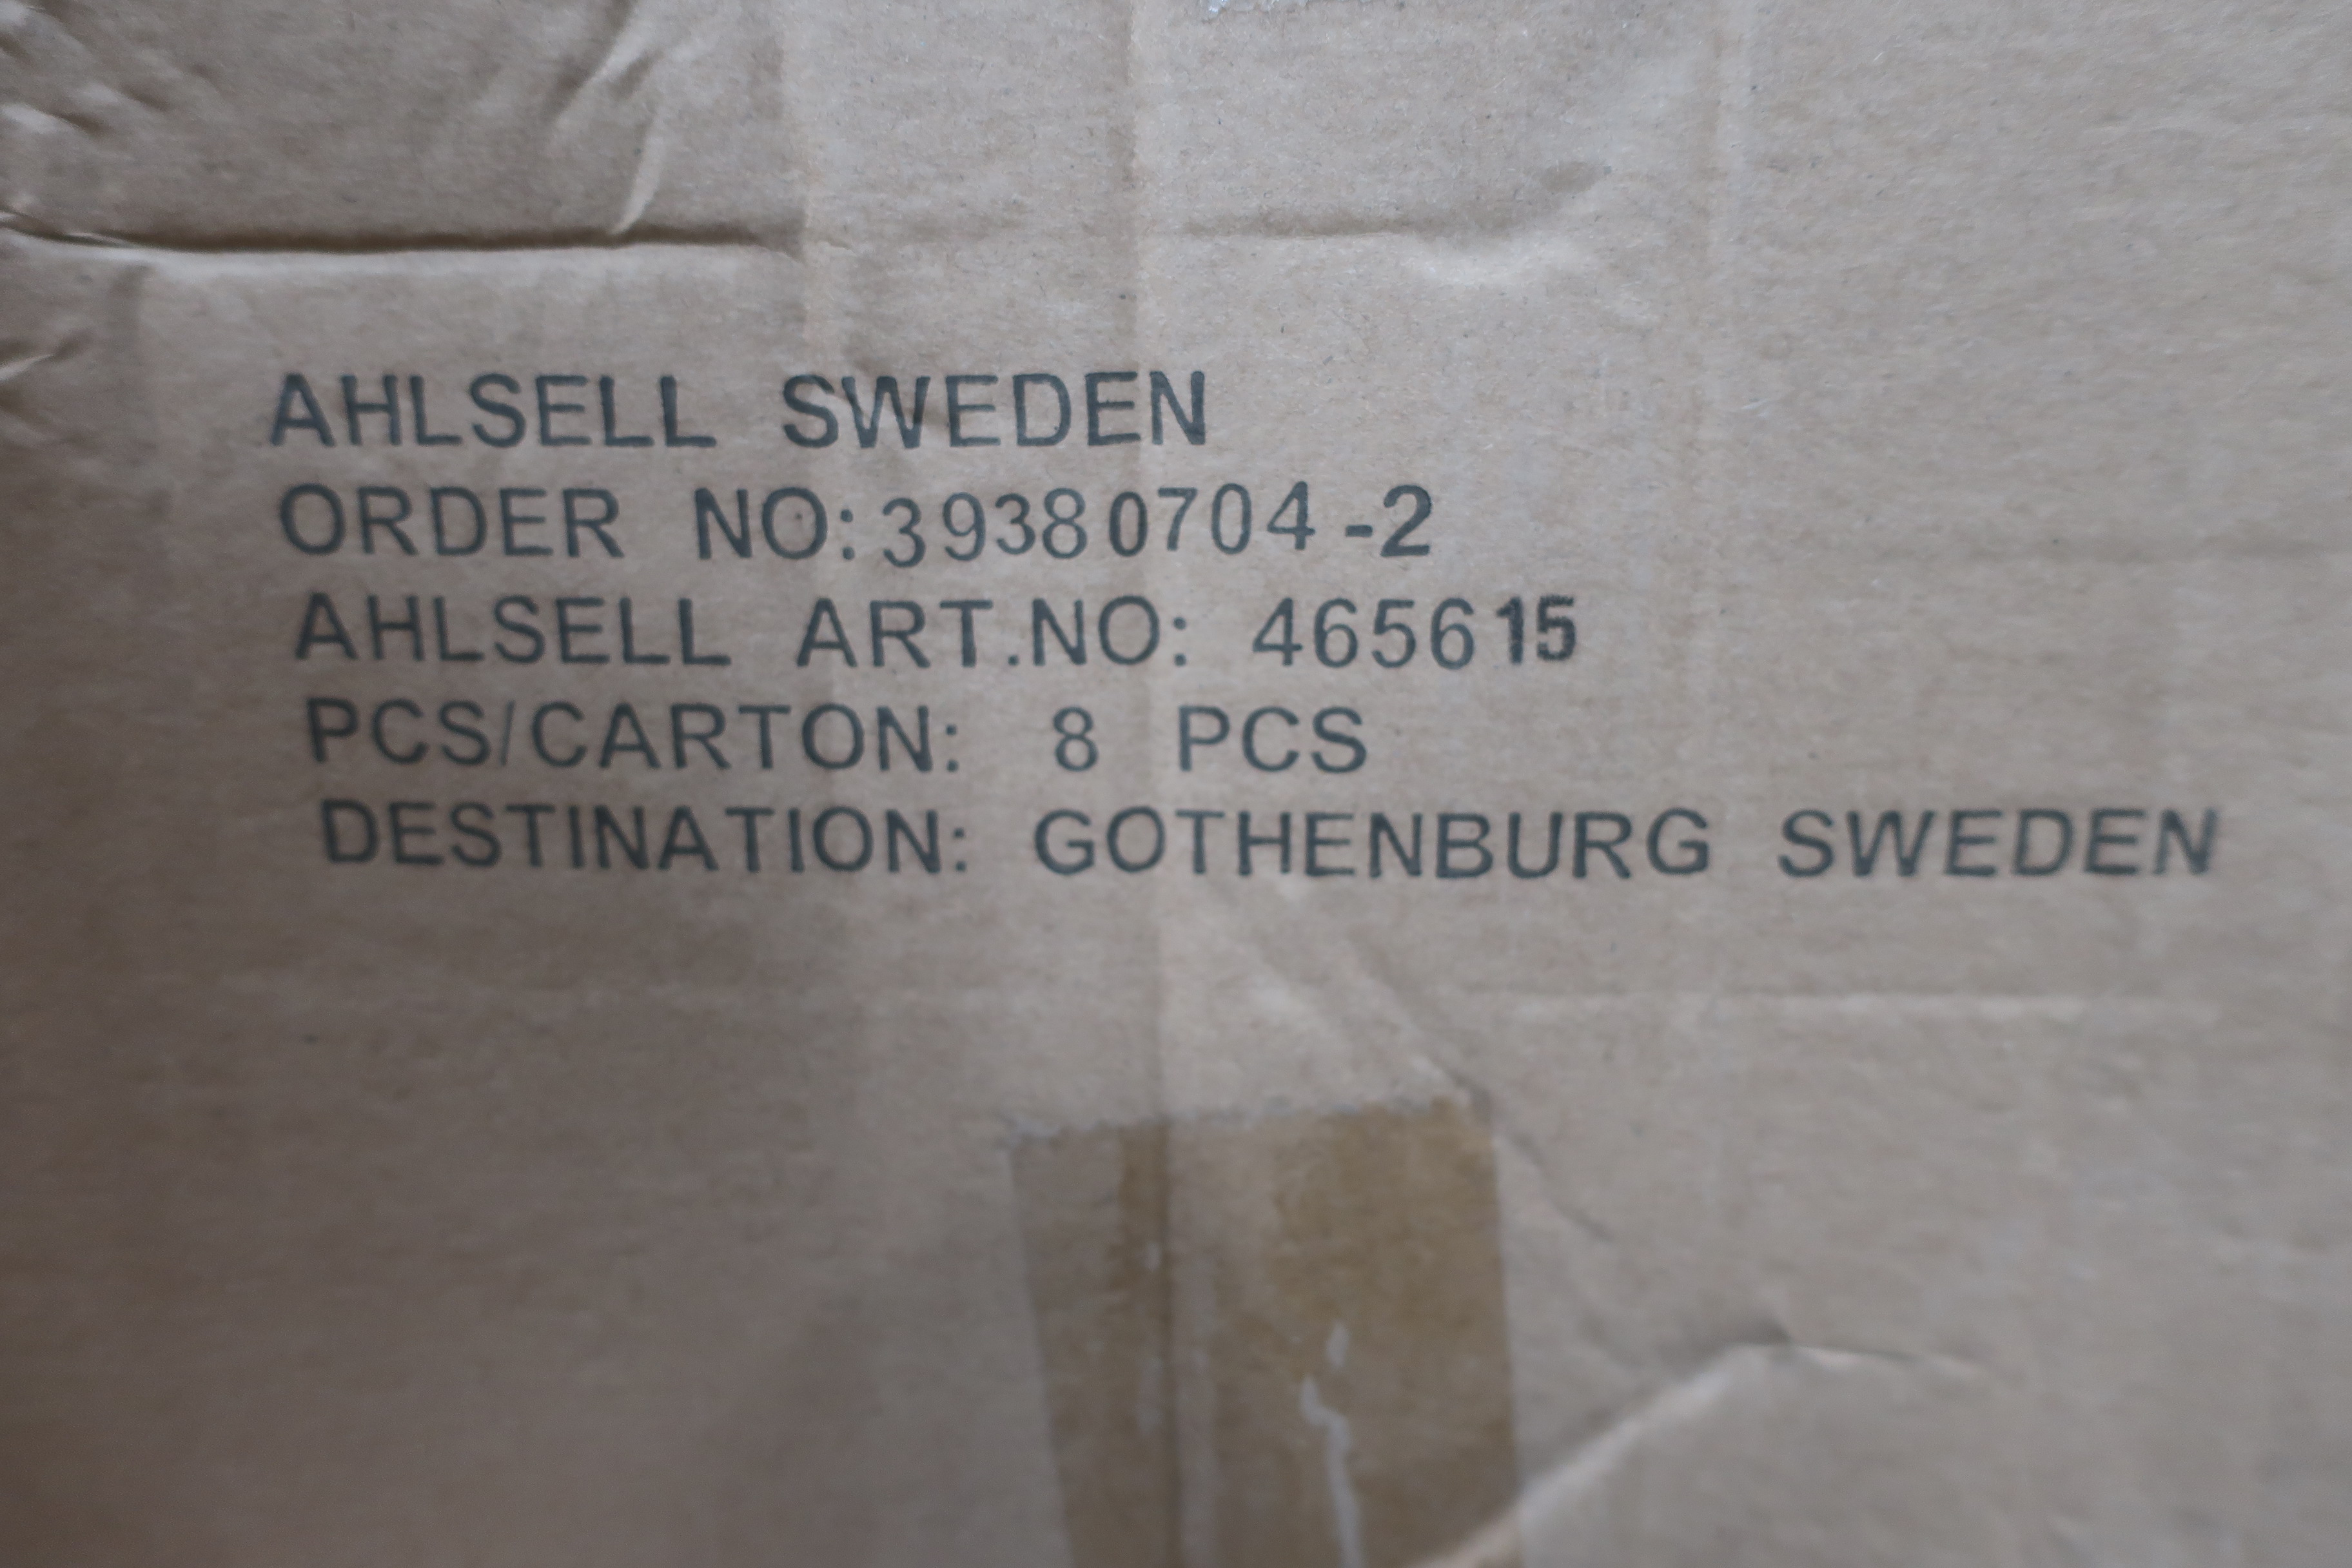 AHLSELL SWEDEN
ORDER NO:39380704-2
AHLSELL ART.NO: 465615
PCS/CARTON: 8 PCS
DESTINATION: GOTHENBURG SWEDEN